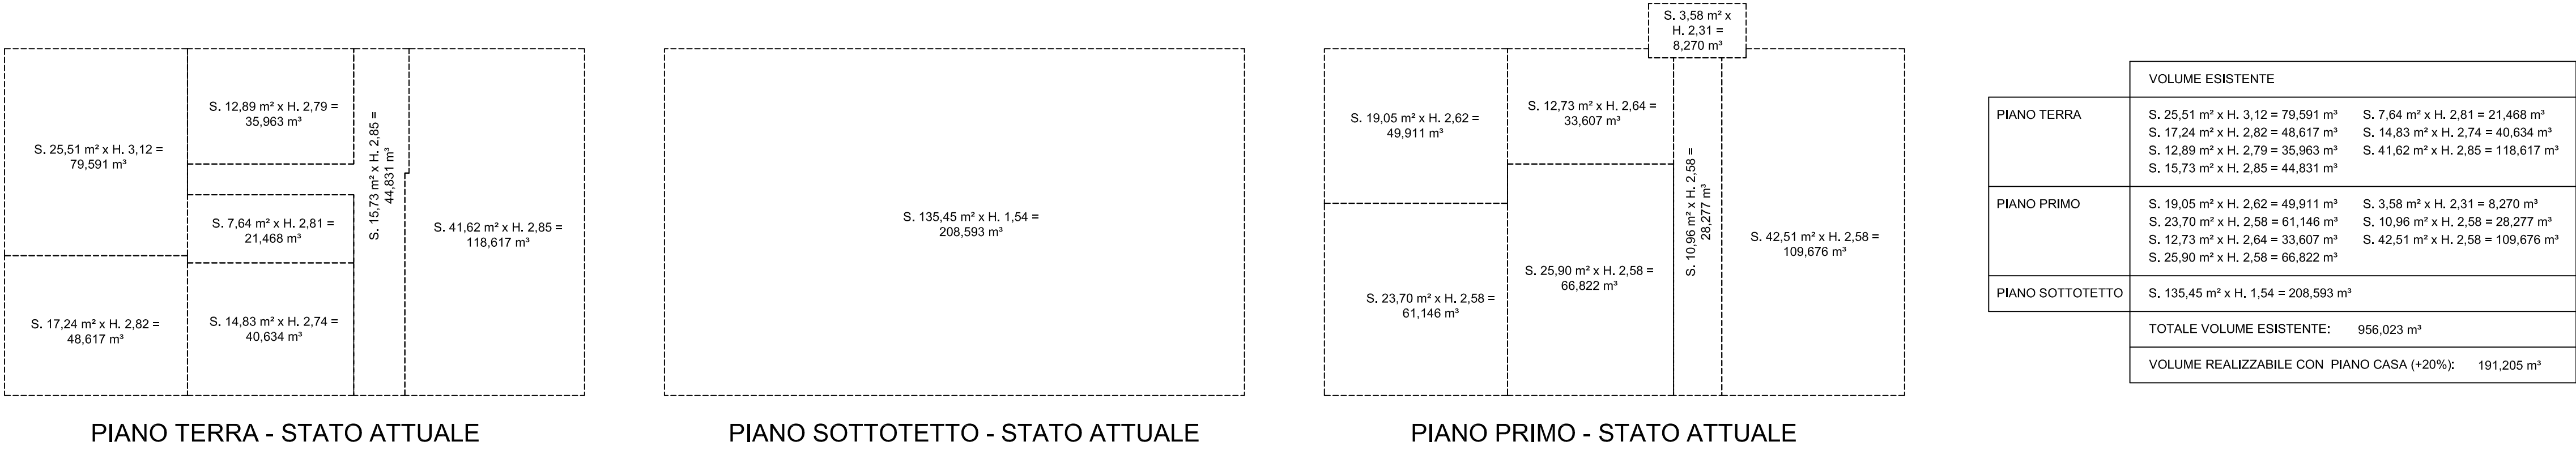 S. 25,51 m² x H. 3,12 =
79,591 m³
S. 12,89 m² x H. 2,79 =
35,963 m³
S. 7,64 m² x H. 2,81 =
21,468 m³
S. 17,24 m² x H. 2,82 =
48,617 m³
S. 14,83 m² x H. 2,74 =
40,634 m³
S. 15,73 m² x H. 2,85 =
44,831 m³
S. 41,62 m² x H. 2,85 =
118,617 m³
PIANO TERRA - STATO ATTUALE
S. 135,45 m² x H. 1,54 =
208,593 m³
PIANO SOTTOTETTO - STATO ATTUALE
S. 3,58 m² x
H. 2,31 =
8,270 m³
S. 19,05 m² x H. 2,62 =
49,911 m³
S. 12,73 m² x H. 2,64 =
33,607 m³
S. 23,70 m² x H. 2,58 =
61,146 m³
S. 25,90 m² x H. 2,58 =
66,822 m³
S. 10,96 m² x H. 2,58 =
28,277 m³
S. 42,51 m² x H. 2,58 =
109,676 m³
PIANO PRIMO - STATO ATTUALE
VOLUME ESISTENTE
PIANO TERRA
S. 25,51 m² x H. 3,12 = 79,591 m³ S. 7,64 m² x H. 2,81 = 21,468 m³
S. 17,24 m² x H. 2,82 = 48,617 m³ S. 14,83 m² x H. 2,74 = 40,634 m³
S. 12,89 m² x H. 2,79 = 35,963 m³ S. 41,62 m² x H. 2,85 = 118,617 m³
S. 15,73 m² x H. 2,85 = 44,831 m³
PIANO PRIMO
S. 19,05 m² x H. 2,62 = 49,911 m³ S. 3,58 m² x H. 2,31 = 8,270 m³
S. 23,70 m² x H. 2,58 = 61,146 m³ S. 10,96 m² x H. 2,58 = 28,277 m³
S. 12,73 m² x H. 2,64 = 33,607 m³ S. 42,51 m² x H. 2,58 = 109,676 m³
S. 25,90 m² x H. 2,58 = 66,822 m³
PIANO SOTTOTETTO
S. 135,45 m² x H. 1,54 = 208,593 m³
TOTALE VOLUME ESISTENTE: 956,023 m³
VOLUME REALIZZABILE CON PIANO CASA (+20%): 191,205 m³